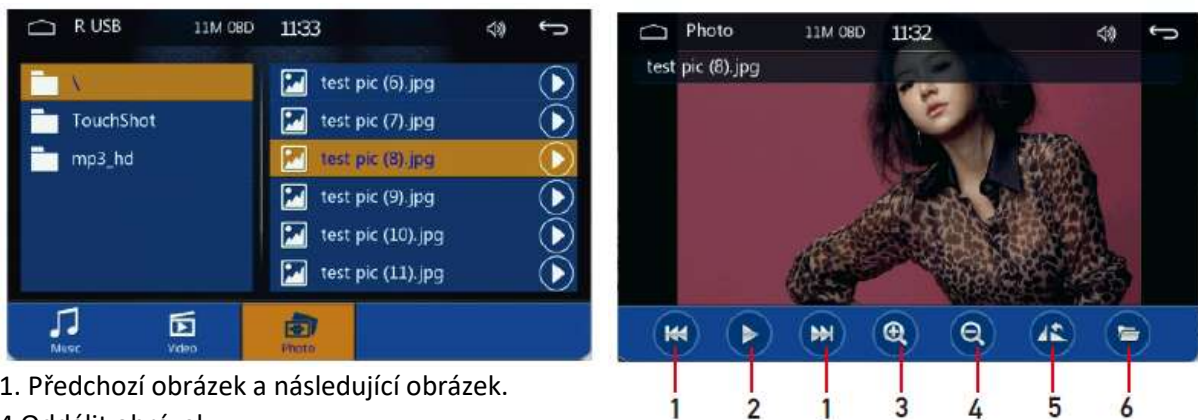 R USB 11M 08D 11:33
\
TouchShot
mp3_hd
test pic (6).jpg
test pic (7).jpg
test pic (8).jpg
test pic (9).jpg
test pic (10).jpg
test pic (11).jpg
Music Video Photo
Photo 11M 08D 11:32
test pic (8).jpg
1 2 1 3 4 5 6
1. Předchozí obrázek a následující obrázek.